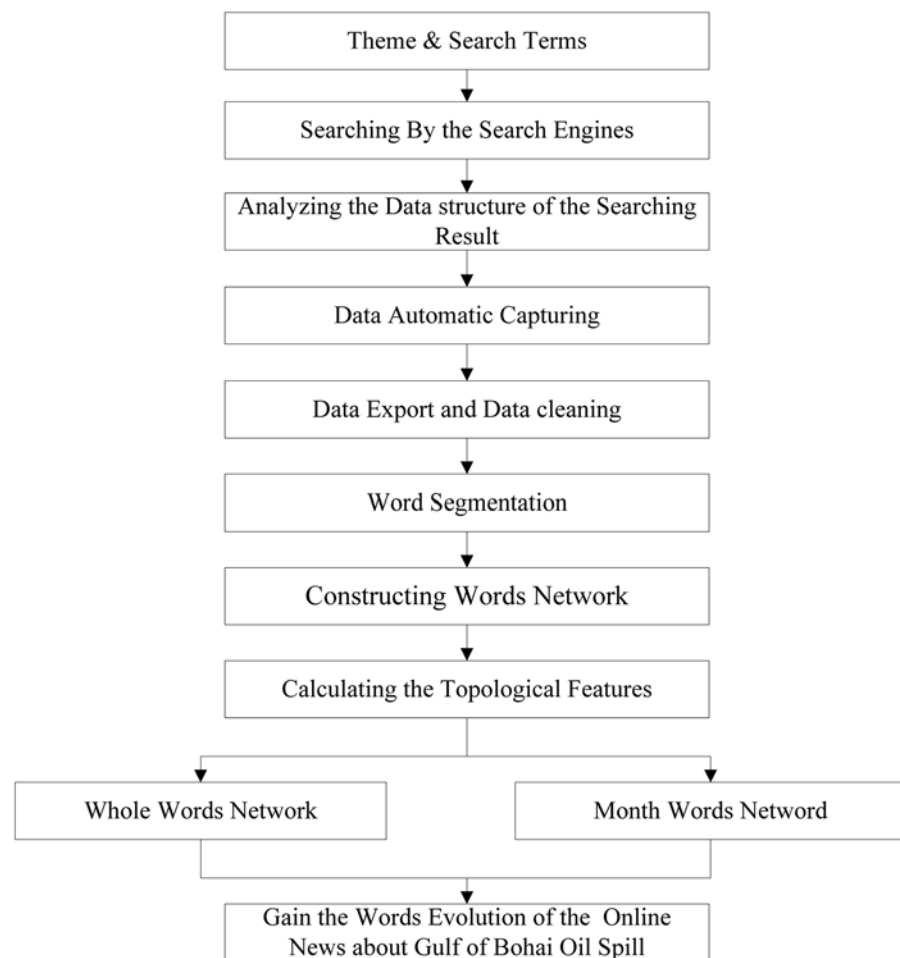 Theme & Search Terms
Searching By the Search Engines
Analyzing the Data structure of the Searching
Result
Data Automatic Capturing
Data Export and Data cleaning
Word Segmentation
Constructing Words Network
Calculating the Topological Features
Whole Words Network
Month Words Netword
Gain the Words Evolution of the Online
News about Gulf of Bohai Oil Spill